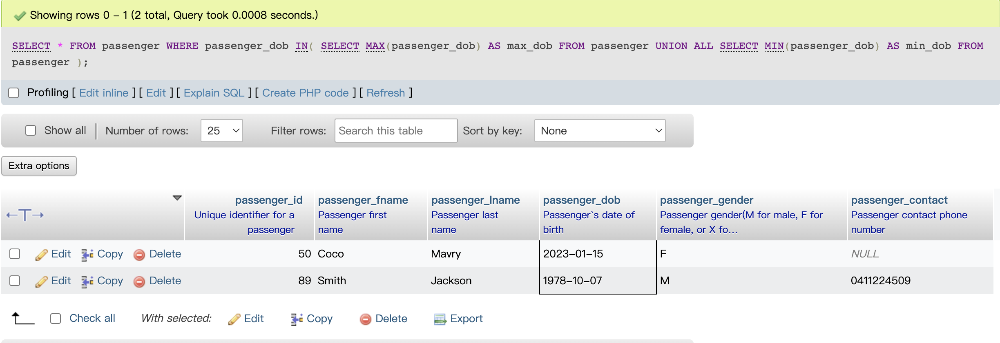 Showing rows 0 - 1 (2 total, Query took 0.0008 seconds.)
SELECT * FROM passenger WHERE passenger_dob IN( SELECT MAX(passenger_dob) AS max_dob FROM passenger UNION ALL SELECT MIN(passenger_dob) AS min_dob FROM
passenger );
Profiling [ Edit inline ] [ Edit ] [ Explain SQL ] [ Create PHP code ] [ Refresh ]
Show all | Number of rows: 25 Filter rows: Search this table Sort by key: None
Extra options
←T→ passenger_id passenger_fname passenger_lname passenger_dob passenger_gender passenger_contact
Unique identifier for a Passenger first Passenger last Passenger`s date of Passenger gender(M for male, F for Passenger contact phone
passenger name name birth female, or X fo... number
Edit Copy Delete 50 Coco Mavry 2023-01-15 F NULL
Edit Copy Delete 89 Smith Jackson 1978-10-07 M 0411224509
Check all With selected: Edit Copy Delete Export